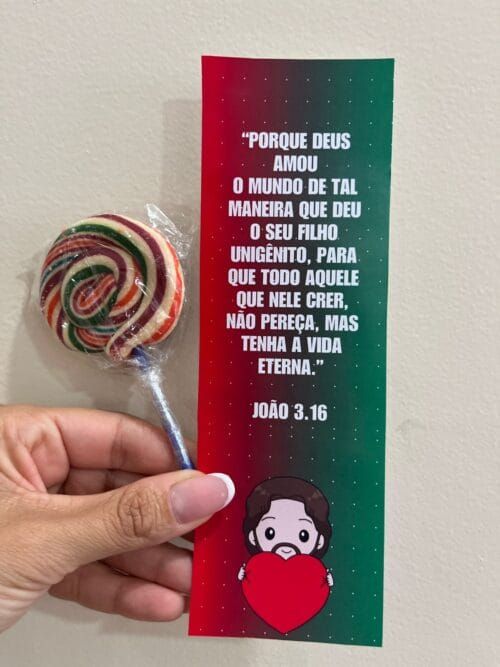 “PORQUE DEUS
AMOU
O MUNDO DE TAL
MANEIRA QUE DEU
O SEU FILHO
UNIGÊNITO, PARA
QUE TODO AQUELE
QUE NELE CRER,
NÃO PEREÇA, MAS
TENHA A VIDA
ETERNA.”
JOÃO 3.16